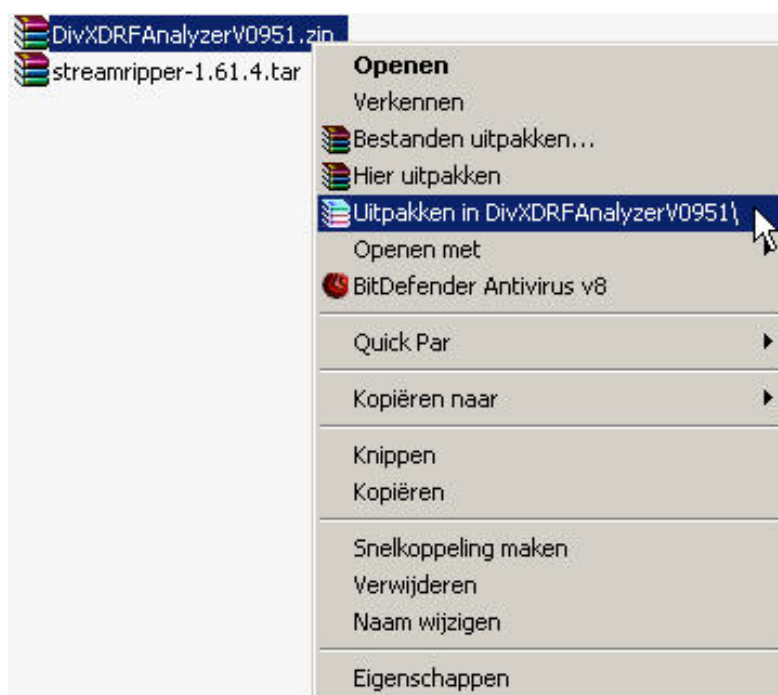 DivXDRFAnalyzerV0951.zip
streamripper-1.61.4.tar
Openen
Verkennen
Bestanden uitpakken...
Hier uitpakken
Uitpakken in DivXDRFAnalyzerV0951\
Openen met
BitDefender Antivirus v8
Quick Par
Kopiëren naar
Knippen
Kopiëren
Snelkoppeling maken
Verwijderen
Naam wijzigen
Eigenschappen